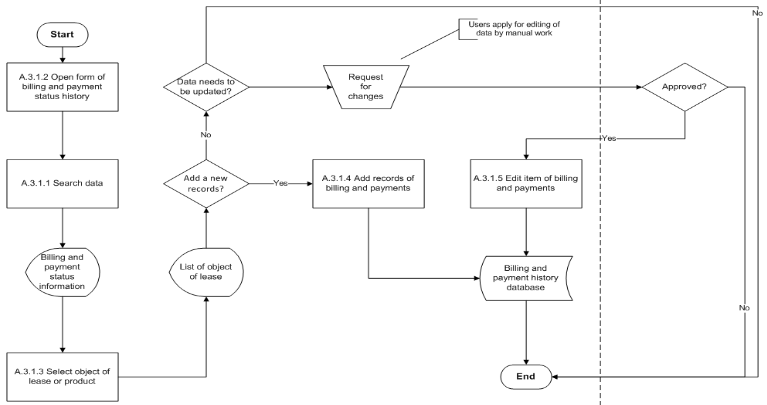 No
Users apply for editing of
data by manual work
Start
A.3.1.2 Open form of
billing and payment
status history
Data needs to
be updated?
Request
for
changes
Approved?
No
Yes
A.3.1.1 Search data
Add a new
records?
Yes
A.3.1.4 Add records of
billing and payments
A.3.1.5 Edit item of billing
and payments
Billing and
payment
status
information
List of object
of lease
Billing and
payment history
database
No
A.3.1.3 Select object of
lease or product
End